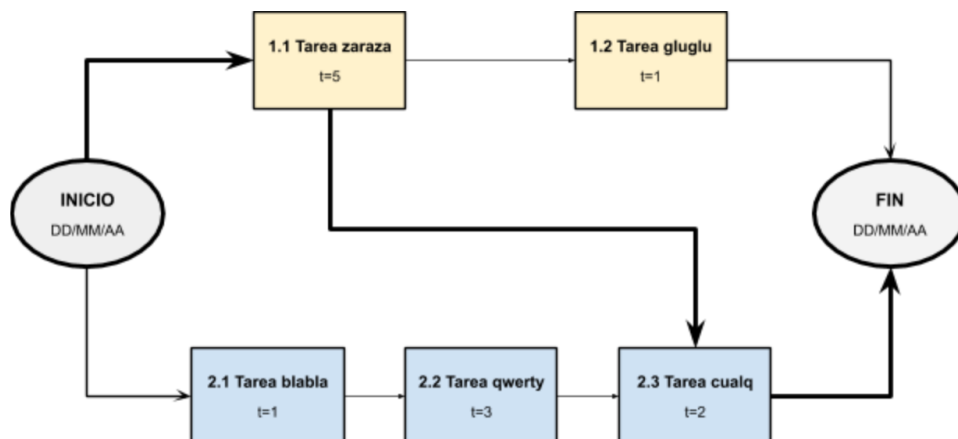 1.1 Tarea zaraza
t=5
1.2 Tarea gluglu
t=1
INICIO
DD/MM/AA
FIN
DD/MM/AA
2.1 Tarea blabla
t=1
2.2 Tarea qwerty
t=3
2.3 Tarea cualq
t=2